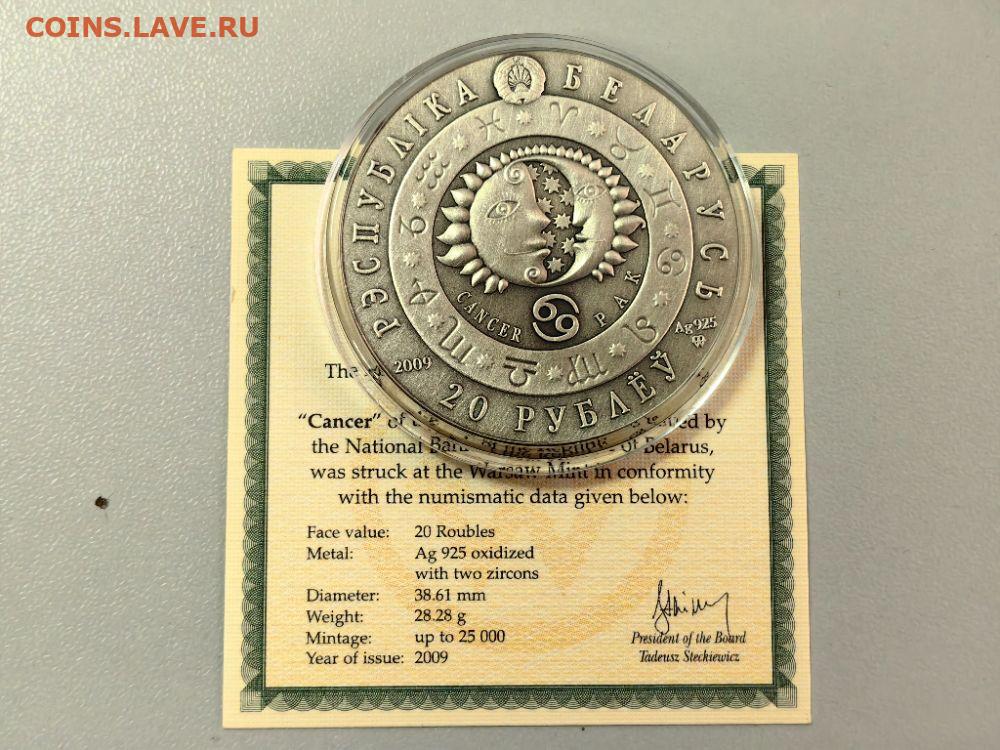 COINS.LAVE.RU
РЭСПУБЛІКА БЕЛАРУСЬ
CANCER РАК
Ag 925
2009
20 РУБЛЁЎ
The
“Cancer” of by
the National of Belarus,
was struck at the Warsaw Mint in conformity
with the numismatic data given below:
Face value: 20 Roubles
Metal: Ag 925 oxidized
with two zircons
Diameter: 38.61 mm
Weight: 28.28 g
Mintage: up to 25 000
Year of issue: 2009
President of the Board
Tadeusz Steckiewicz